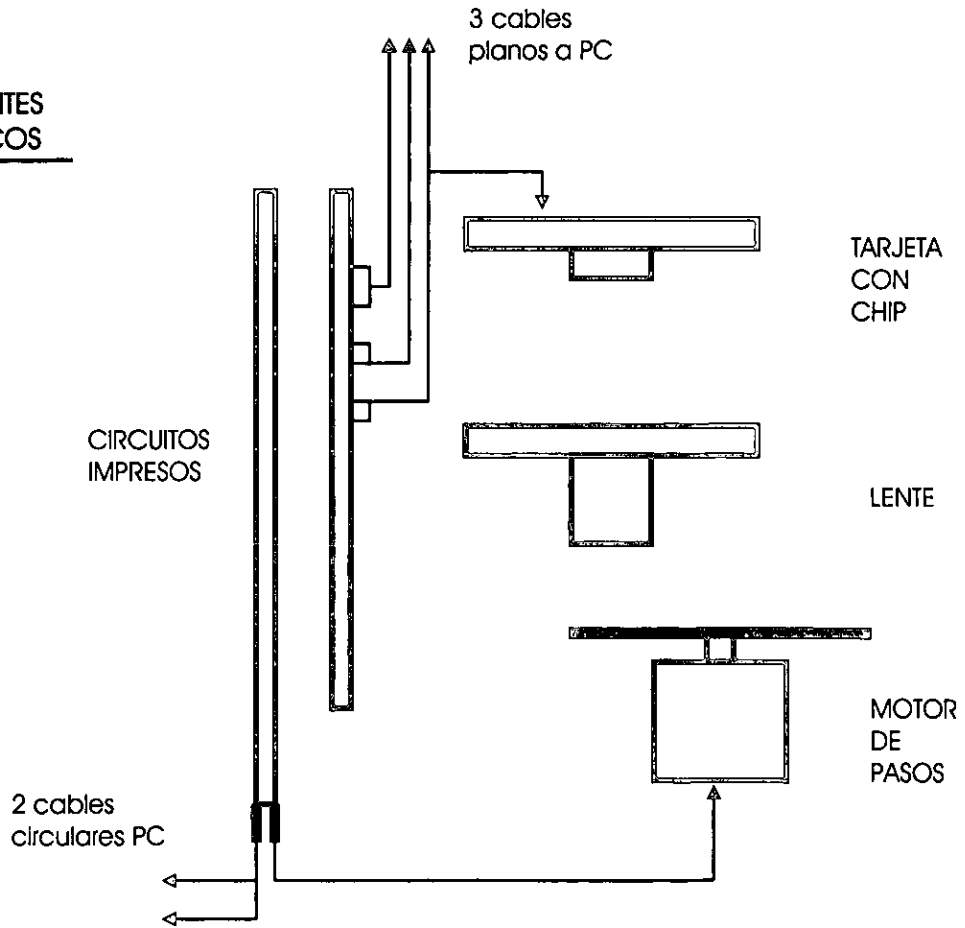 3 cables
planos a PC
TARJETA
CON
CHIP
CIRCUITOS
IMPRESOS
LENTE
MOTOR
DE
PASOS
2 cables
circulares PC